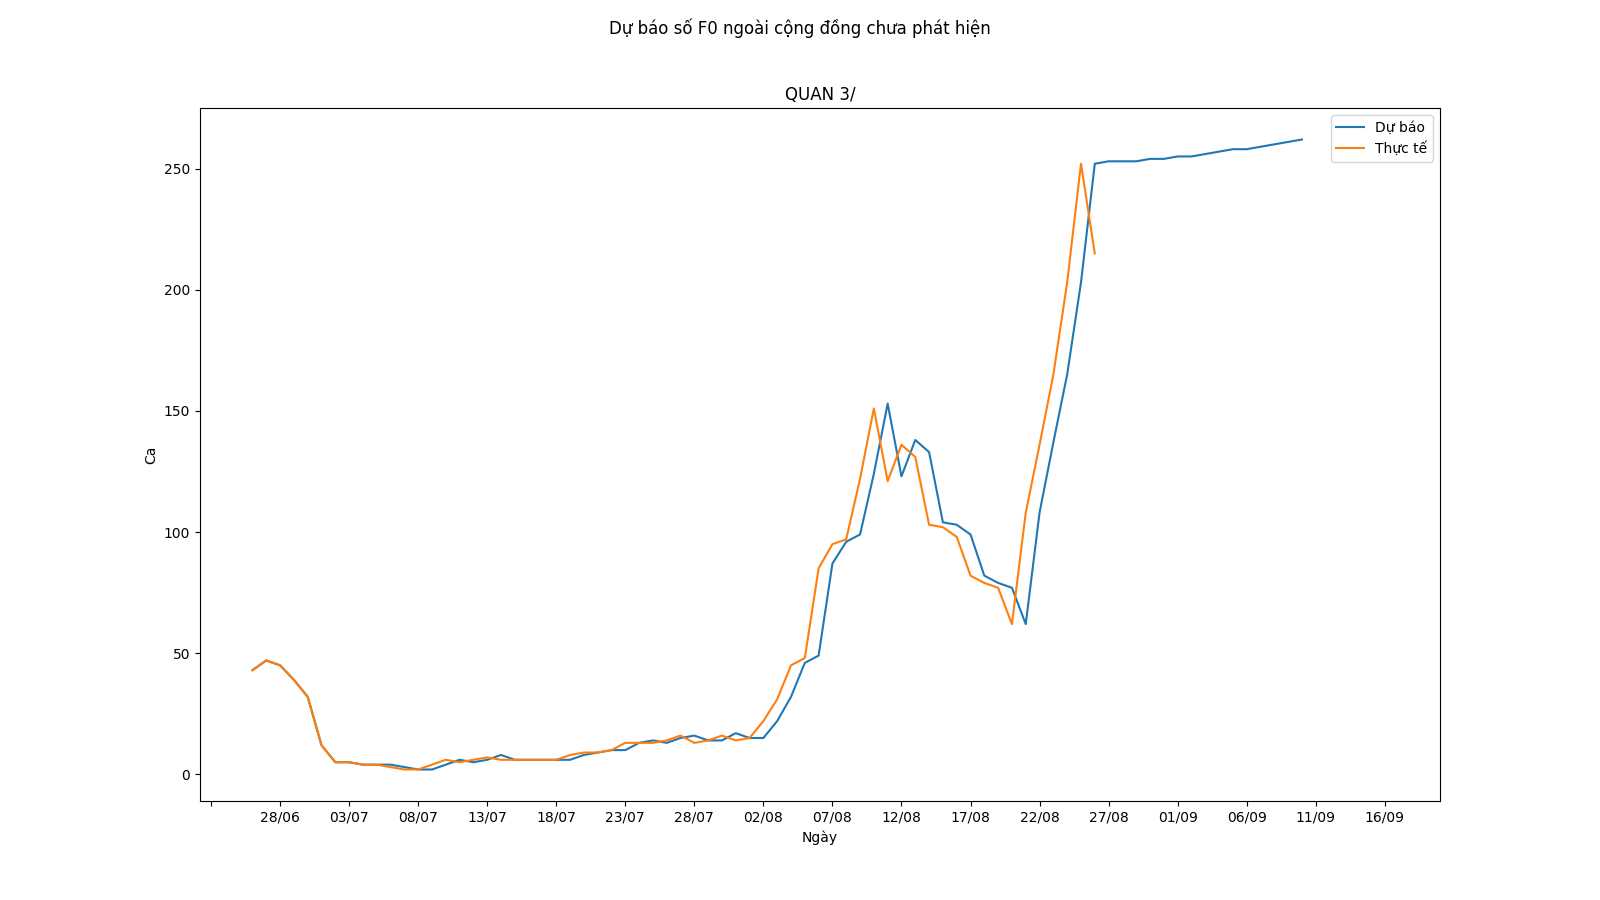 Dự báo số F0 ngoài cộng đồng chưa phát hiện
QUAN 3/
Dự báo
Thực tế
250
200
150
100
50
0
Ca
28/06 03/07 08/07 13/07 18/07 23/07 28/07 02/08 07/08 12/08 17/08 22/08 27/08 01/09 06/09 11/09 16/09
Ngày